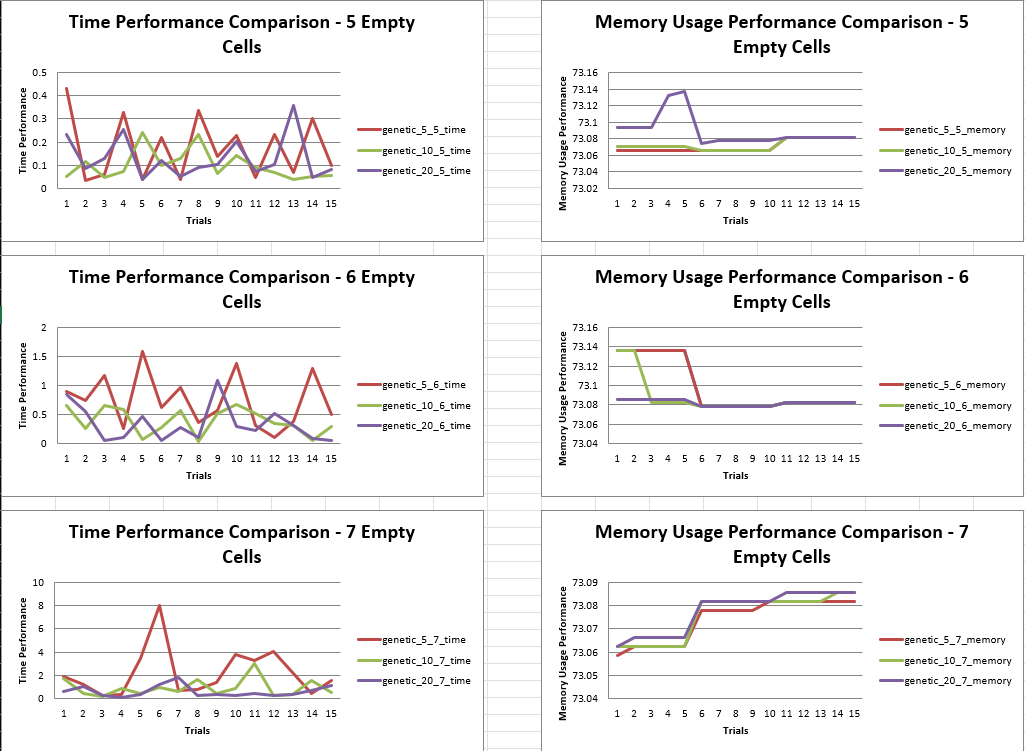 Time Performance Comparison - 5 Empty
Cells
Time Performance
0.5
0.4
0.3
0.2
0.1
0
1 2 3 4 5 6 7 8 9 10 11 12 13 14 15
Trials
genetic_5_5_time
genetic_10_5_time
genetic_20_5_time
Memory Usage Performance Comparison - 5
Empty Cells
Memory Usage Performance
73.16
73.14
73.12
73.1
73.08
73.06
73.04
73.02
1 2 3 4 5 6 7 8 9 10 11 12 13 14 15
Trials
genetic_5_5_memory
genetic_10_5_memory
genetic_20_5_memory
Time Performance Comparison - 6 Empty
Cells
Time Performance
2
1.5
1
0.5
0
1 2 3 4 5 6 7 8 9 10 11 12 13 14 15
Trials
genetic_5_6_time
genetic_10_6_time
genetic_20_6_time
Memory Usage Performance Comparison - 6
Empty Cells
Memory Usage Performance
73.16
73.14
73.12
73.1
73.08
73.06
73.04
1 2 3 4 5 6 7 8 9 10 11 12 13 14 15
Trials
genetic_5_6_memory
genetic_10_6_memory
genetic_20_6_memory
Time Performance Comparison - 7 Empty
Cells
Time Performance
10
8
6
4
2
0
1 2 3 4 5 6 7 8 9 10 11 12 13 14 15
Trials
genetic_5_7_time
genetic_10_7_time
genetic_20_7_time
Memory Usage Performance Comparison - 7
Empty Cells
Memory Usage Performance
73.09
73.08
73.07
73.06
73.05
73.04
1 2 3 4 5 6 7 8 9 10 11 12 13 14 15
Trials
genetic_5_7_memory
genetic_10_7_memory
genetic_20_7_memory